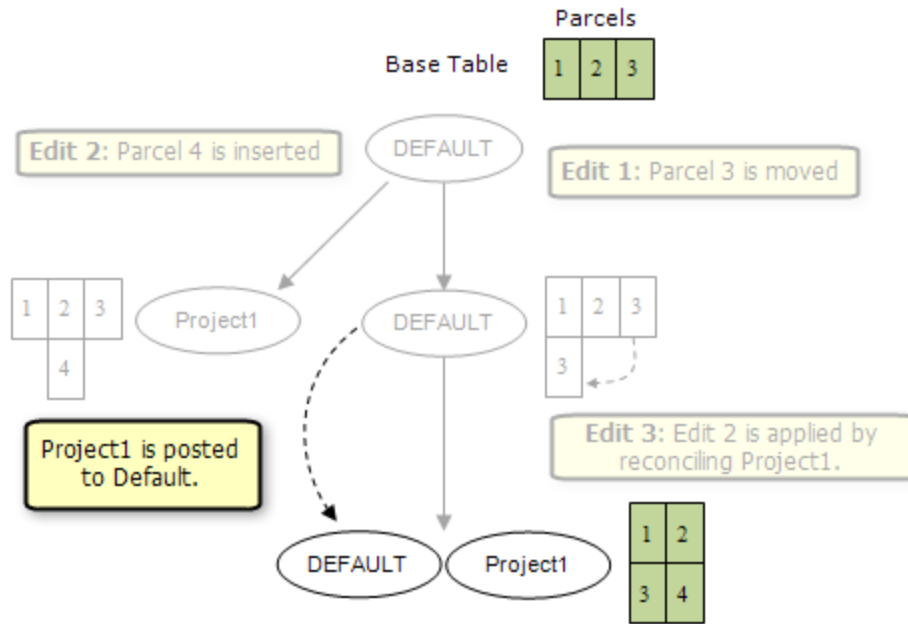 Parcels
Base Table
1 2 3
Edit 2: Parcel 4 is inserted
DEFAULT
Edit 1: Parcel 3 is moved
1 2 3
4
Project1
DEFAULT
1 2 3
3
Project1 is posted
to Default.
Edit 3: Edit 2 is applied by
reconciling Project1.
DEFAULT
Project1
1 2
3 4